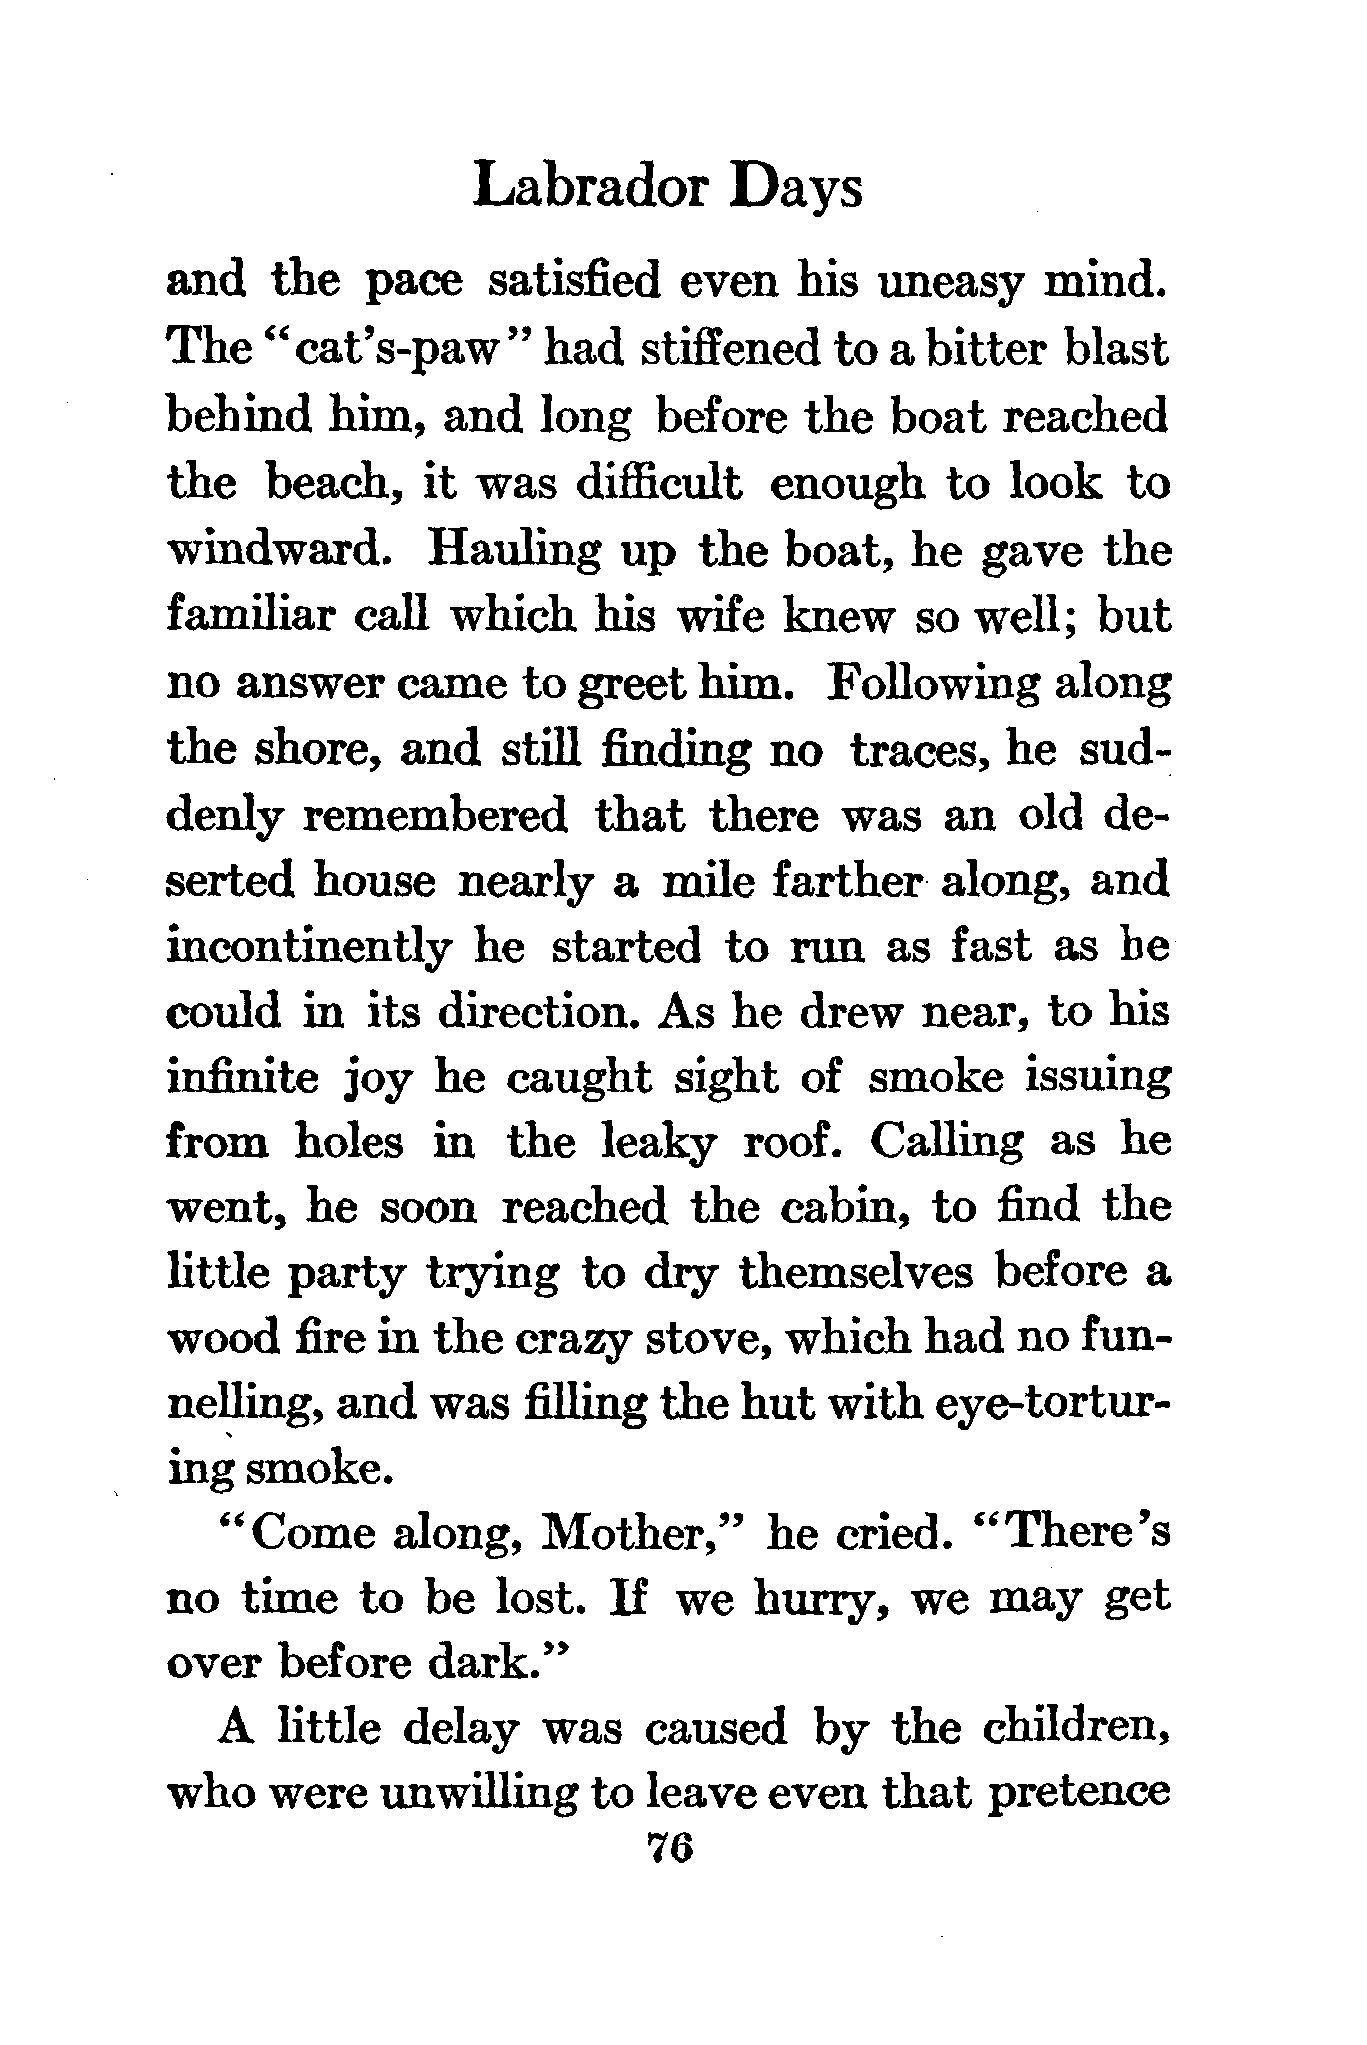 Labrador Days
and the pace satisfied even his uneasy mind.
The "cat's-paw" had stiffened to a bitter blast
behind him, and long before the boat reached
the beach, it was difficult enough to look to
windward. Hauling up the boat, he gave the
familiar call which his wife knew so well; but
no answer came to greet him. Following along
the shore, and still finding no traces, he sud-
denly remembered that there was an old de-
serted house nearly a mile farther along, and
incontinently he started to run as fast as he
could in its direction. As he drew near, to his
infinite joy he caught sight of smoke issuing
from holes in the leaky roof. Calling as he
went, he soon reached the cabin, to find the
little party trying to dry themselves before a
wood fire in the crazy stove, which had no fun-
nelling, and was filling the hut with eye-tortur-
ing smoke.
"Come along, Mother," he cried. "There's
no time to be lost. If we hurry, we may get
over before dark."
A little delay was caused by the children,
who were unwilling to leave even that pretence
76